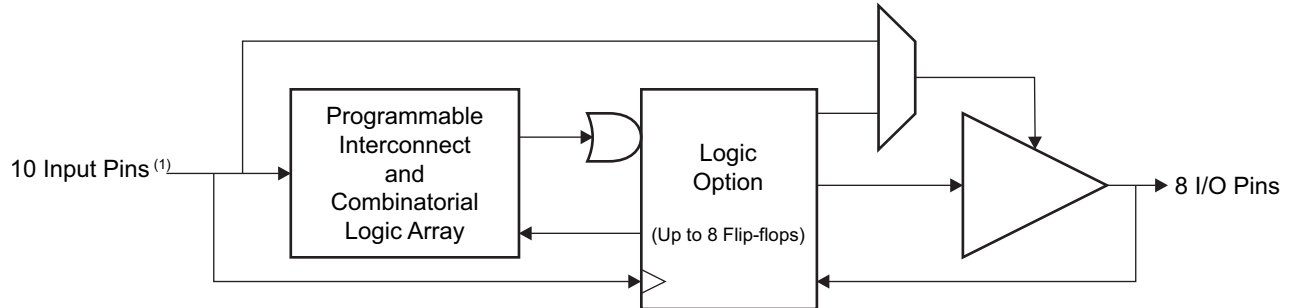 10 Input Pins (1)
Programmable
Interconnect
and
Combinatorial
Logic Array
Logic
Option
(Up to 8 Flip-flops)
8 I/O Pins